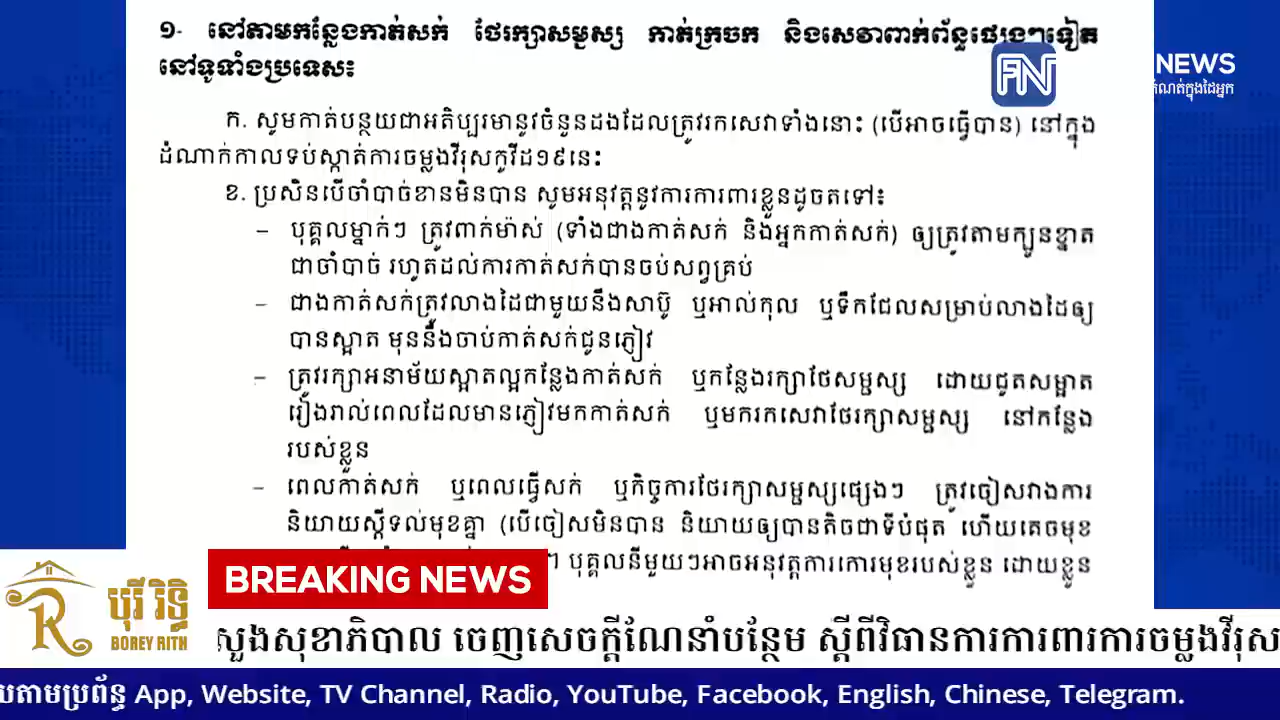 ១- នៅតាមកន្លែងកាត់សក់ ថែរក្សាសម្ផស្ស កាត់ក្រចក និងសេវាពាក់ព័ន្ធផ្សេងៗទៀត
នៅទូទាំងប្រទេស៖
FN
NEWS
ក. សូមកាត់បន្ថយជាអតិប្បរមានូវចំនួនដងដែលត្រូវរកសេវាទាំងនោះ (បើអាចធ្វើបាន) នៅក្នុង
ដំណាក់កាលទប់ស្កាត់ការចម្លងវីរុសកូវីដ១៩នេះ
ខ. ប្រសិនបើចាំបាច់ខានមិនបាន សូមអនុវត្តនូវការការពារខ្លួនដូចតទៅ៖
– បុគ្គលម្នាក់ៗ ត្រូវពាក់ម៉ាស់ (ទាំងជាងកាត់សក់ និងអ្នកកាត់សក់) ឲ្យត្រូវតាមក្បួនខ្នាត
ជាចាំបាច់ រហូតដល់ការកាត់សក់បានចប់សព្វគ្រប់
– ជាងកាត់សក់ត្រូវលាងដៃជាមួយនឹងសាប៊ូ ឬអាល់កុល ឬទឹកជែលសម្រាប់លាងដៃឲ្យ
បានស្អាត មុននឹងចាប់កាត់សក់ជូនភ្ញៀវ
– ត្រូវរក្សាអនាម័យស្អាតល្អកន្លែងកាត់សក់ ឬកន្លែងរក្សាថែសម្ផស្ស ដោយជូតសម្អាត
រៀងរាល់ពេលដែលមានភ្ញៀវមកកាត់សក់ ឬមករកសេវាថែរក្សាសម្ផស្ស នៅកន្លែង
របស់ខ្លួន
– ពេលកាត់សក់ ឬពេលធ្វើសក់ ឬកិច្ចការថែរក្សាសម្ផស្សផ្សេងៗ ត្រូវចៀសវាងការ
និយាយស្តីទល់មុខគ្នា (បើចៀសមិនបាន និយាយឲ្យបានតិចជាទីបំផុត ហើយគេចមុខ
បុគ្គលនីមួយៗអាចអនុវត្តការកោរមុខរបស់ខ្លួន ដោយខ្លួន
BREAKING NEWS
បុរី រិទ្ធិ
BOREY RITH
សួងសុខាភិបាល ចេញសេចក្តីណែនាំបន្ថែម ស្តីពីវិធានការការពារការចម្លងវីរុស
យតាមប្រព័ន្ធ App, Website, TV Channel, Radio, YouTube, Facebook, English, Chinese, Telegram.